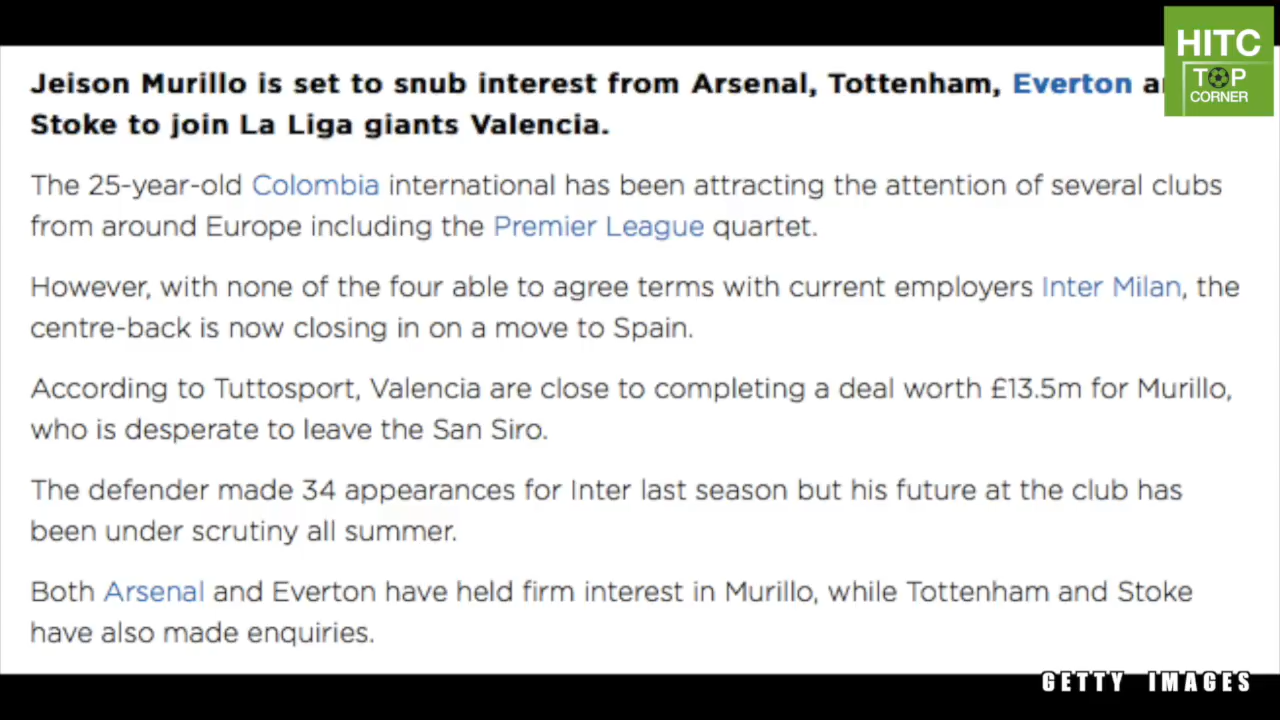 HITC
TOP
CORNER
Jeison Murillo is set to snub interest from Arsenal, Tottenham, Everton
Stoke to join La Liga giants Valencia.
The 25-year-old Colombia international has been attracting the attention of several clubs
from around Europe including the Premier League quartet.
However, with none of the four able to agree terms with current employers Inter Milan, the
centre-back is now closing in on a move to Spain.
According to Tuttosport, Valencia are close to completing a deal worth £13.5m for Murillo,
who is desperate to leave the San Siro.
The defender made 34 appearances for Inter last season but his future at the club has
been under scrutiny all summer.
Both Arsenal and Everton have held firm interest in Murillo, while Tottenham and Stoke
have also made enquiries.
GETTY IMAGES